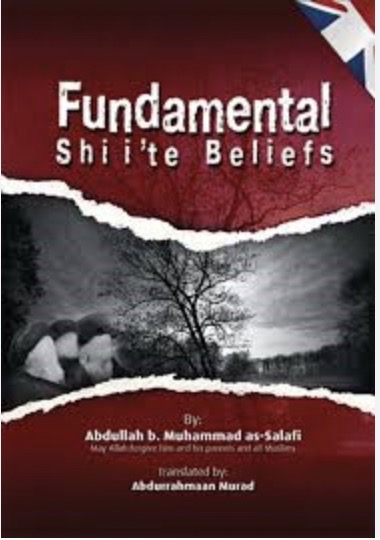 Fundamental
Shii'te Beliefs
By:
Abdullah b. Muhammad as-Salafi
May Allah forgive him and his parents and all Muslims
Translated by:
Abdurrahmaan Murad